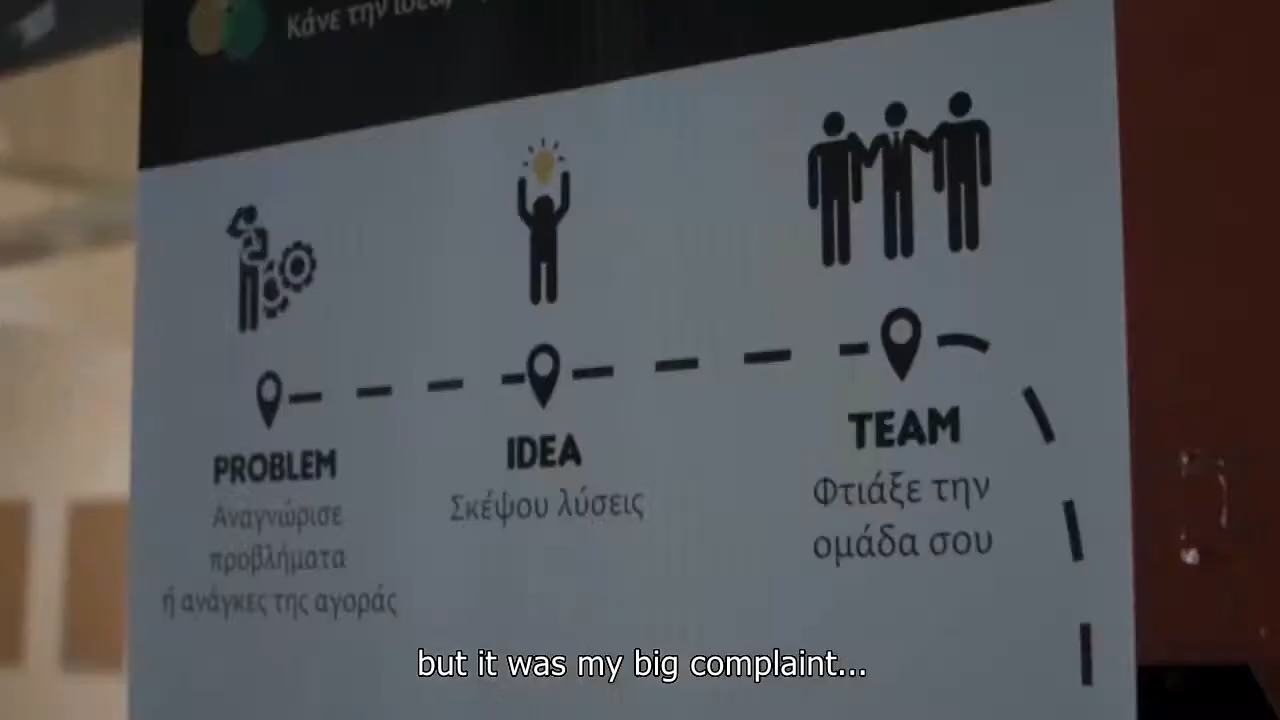 Κάνε την ιδέα
PROBLEM
Αναγνώρισε
προβλήματα
ή ανάγκες της αγοράς
IDEA
Σκέψου λύσεις
TEAM
Φτιάξε την
ομάδα σου
but it was my big complaint...